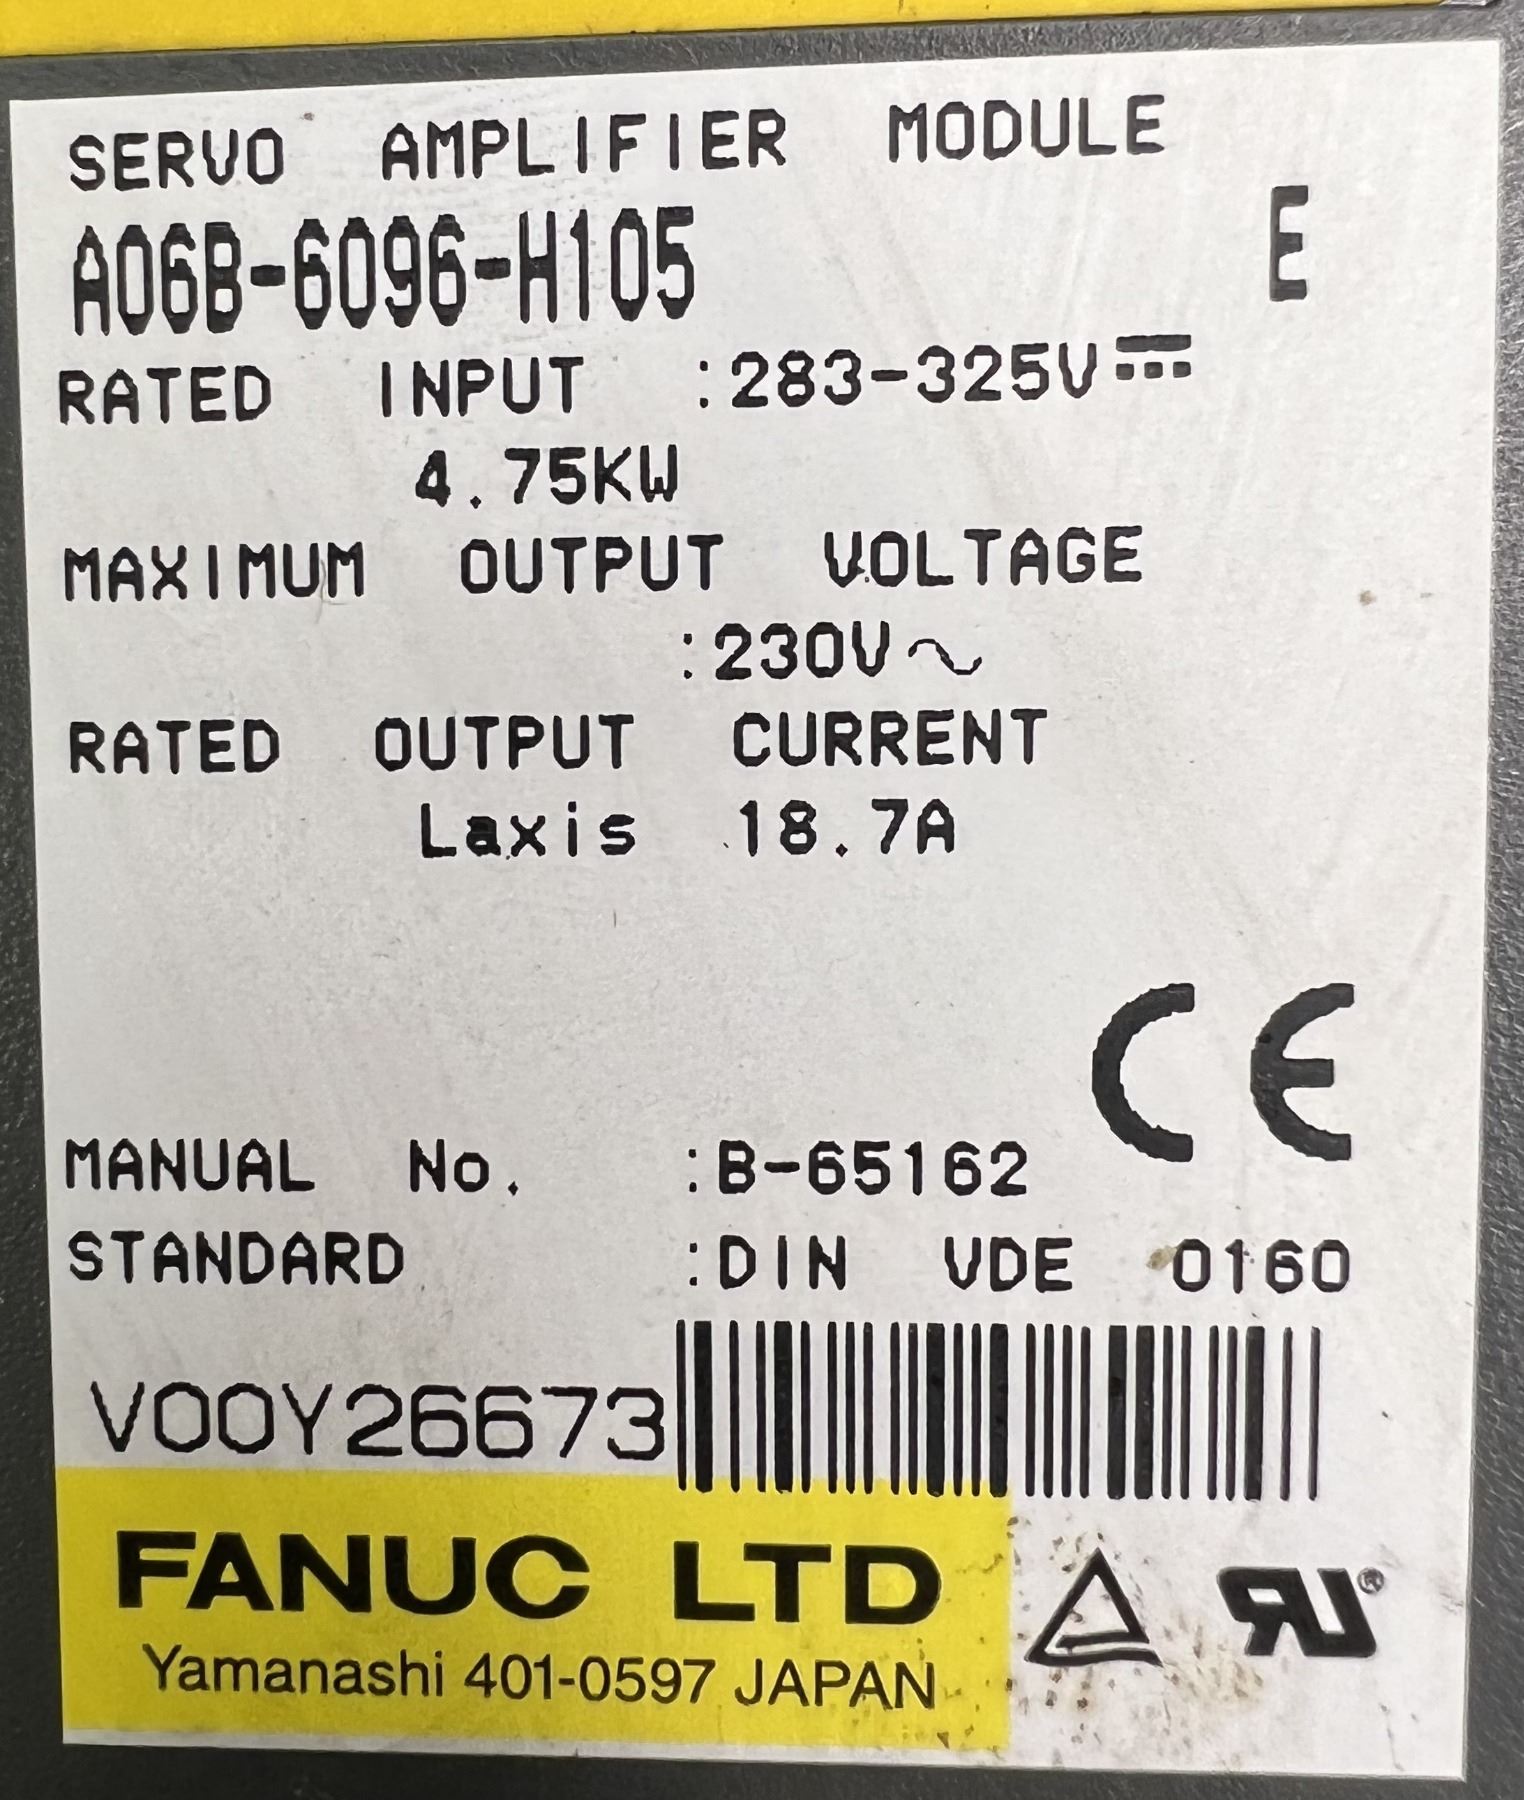 SERVO AMPLIFIER MODULE
A06B-6096-H105 E
RATED INPUT :283-325V⎓
4.75KW
MAXIMUM OUTPUT VOLTAGE
:230V~
RATED OUTPUT CURRENT
Laxis 18.7A
CE
MANUAL No. :B-65162
STANDARD :DIN VDE 0160
V00Y26673
FANUC LTD
Yamanashi 401-0597 JAPAN
RU®